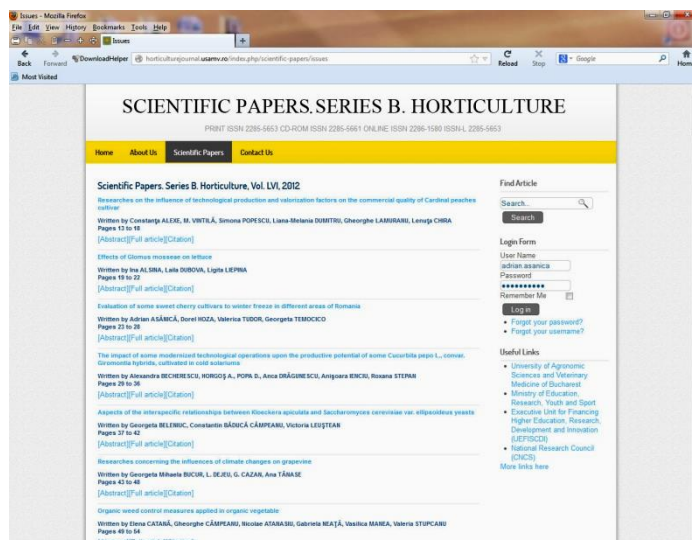 Issues - Mozilla Firefox
File Edit View History Bookmarks Tools Help
Issues
Back Forward DownloadHelper horticulturejournal.usamv.ro/index.php/scientific-papers/issues Reload Stop Google Hom
Most Visited
SCIENTIFIC PAPERS, SERIES B. HORTICULTURE
PRINT ISSN 2285-5653 CD-ROM ISSN 2285-5661 ONLINE ISSN 2286-1580 ISSN-L 2285-5653
Home About Us Scientific Papers Contact Us
Scientific Papers. Series B. Horticulture, Vol. LVI, 2012
Researches on the influence of technological production and valorization factors on the commercial quality of Cardinal peaches
cultivar
Written by Constanţa ALEXE, M. VINTILĂ, Simona POPESCU, Liana-Melania DUMITRU, Gheorghe LAMUREANU, Lenuţa CHIRA
Pages 13 to 18
[Abstract][Full article][Citation]
Effects of Glomus mosseae on lettuce
Written by Ina ALSINA, Laila DUBOVA, Ligita LIEPNIA
Pages 19 to 22
[Abstract][Full article][Citation]
Evaluation of some sweet cherry cultivars to winter freeze in different areas of Romania
Written by Adrian ASĂNICĂ, Dorel HOZA, Valerica TUDOR, Georgeta TEMOCICO
Pages 23 to 28
[Abstract][Full article][Citation]
The impact of some modernized technological operations upon the productive potential of some Cucurbita pepo L., convar.
Giromontia hybrids, cultivated in cold solariums
Written by Alexandra BECHERESCU, HORGOŞ A., POPA D., Anca DRĂGUNESCU, Anişoara IENCIU, Roxana STEPAN
Pages 29 to 36
[Abstract][Full article][Citation]
Aspects of the interspecific relationships between Kloeckera apiculata and Saccharomyces cerevisiae var. ellipsoideus yeasts
Written by Georgeta BELENIUC, Constantin BĂDUCĂ CÂMPEANU, Victoria LEUŞTEAN
Pages 37 to 42
[Abstract][Full article][Citation]
Researches concerning the influences of climate changes on grapevine
Written by Georgeta Mihaela BUCUR, L. DEJEU, G. CAZAN, Ana TĂNASE
Pages 43 to 48
[Abstract][Full article][Citation]
Organic weed control measures applied in organic vegetable
Written by Elena CATANĂ, Gheorghe CÂMPEANU, Nicolae ATANASIU, Gabriela NEAŢĂ, Vasilica MANEA, Valeria STUPCANU
Pages 49 to 54
Find Article
Search...
Search
Login Form
User Name
adrian.asanica
Password
Remember Me
Log in
Forgot your password?
Forgot your username?
Useful Links
University of Agronomic
Sciences and Veterinary
Medicine of Bucharest
Ministry of Education,
Research, Youth and Sport
Executive Unit for Financing
Higher Education, Research,
Development and Innovation
(UEFISCDI)
National Research Council
(CNCS)
More links here